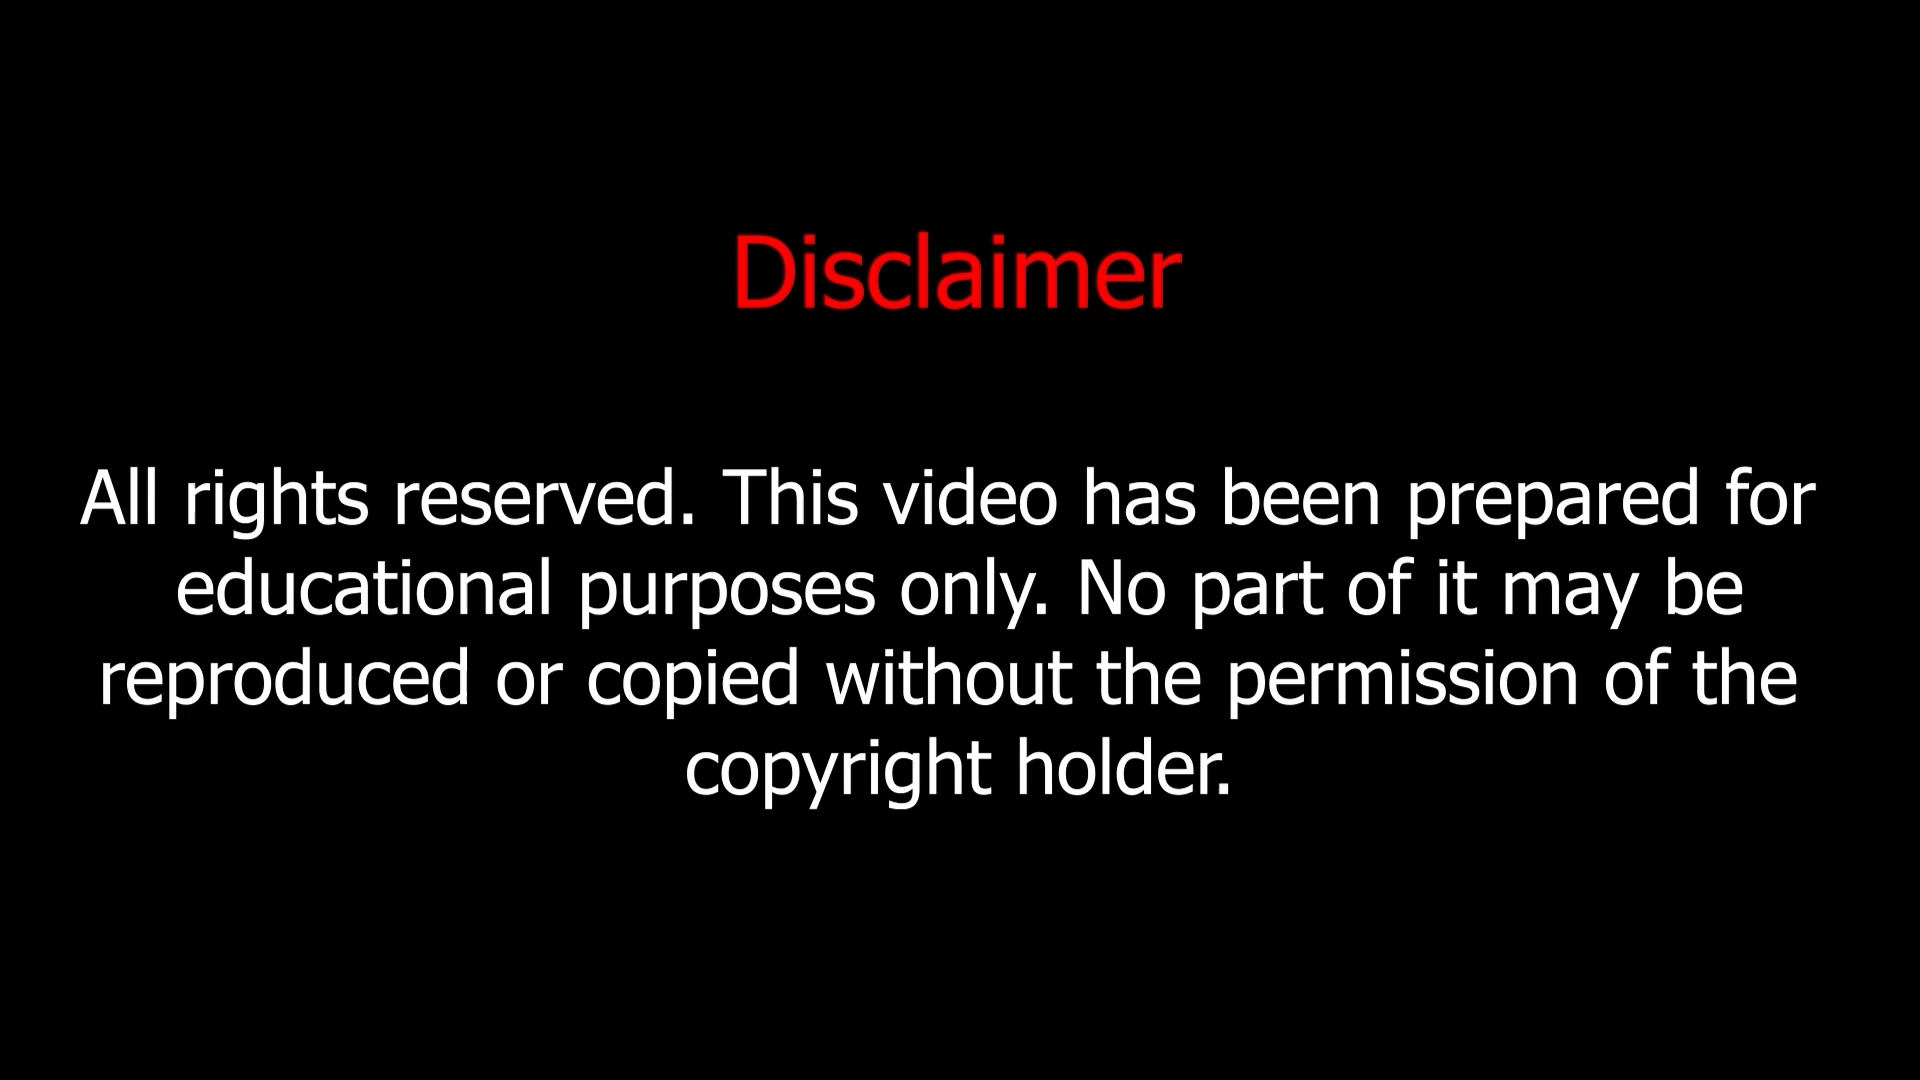 Disclaimer
All rights reserved. This video has been prepared for
educational purposes only. No part of it may be
reproduced or copied without the permission of the
copyright holder.